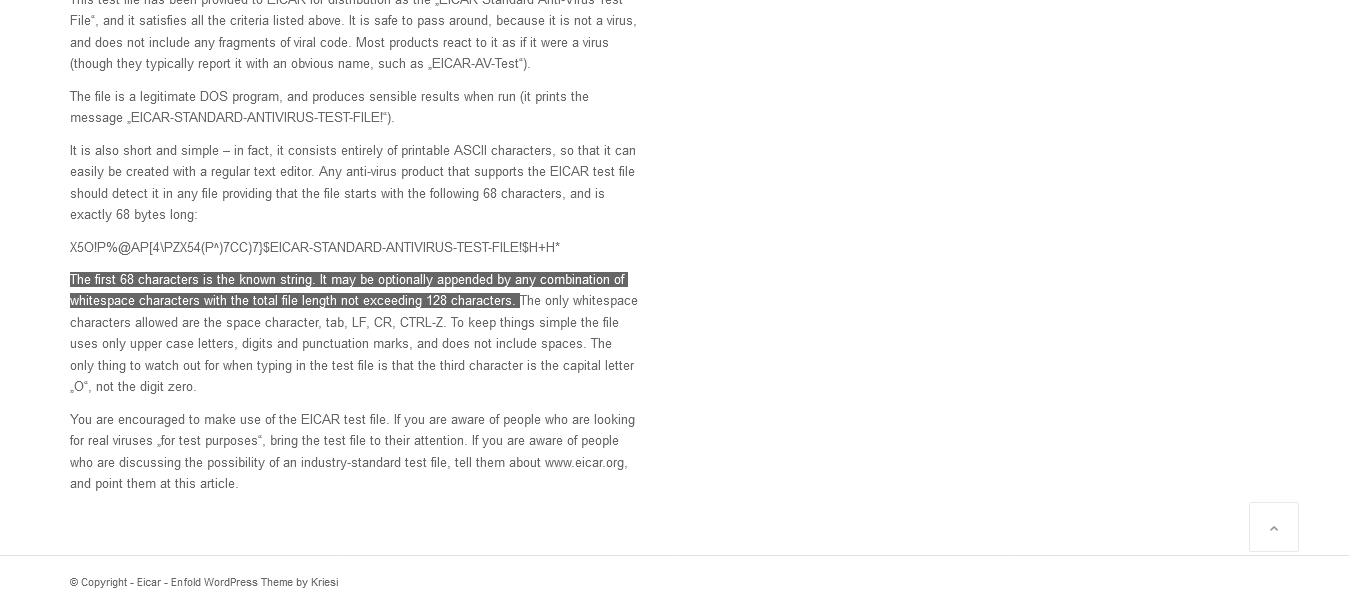 This test file has been provided to EICAR for distribution as the „EICAR Standard Anti-Virus Test
File“, and it satisfies all the criteria listed above. It is safe to pass around, because it is not a virus,
and does not include any fragments of viral code. Most products react to it as if it were a virus
(though they typically report it with an obvious name, such as „EICAR-AV-Test“).
The file is a legitimate DOS program, and produces sensible results when run (it prints the
message „EICAR-STANDARD-ANTIVIRUS-TEST-FILE!“).
It is also short and simple – in fact, it consists entirely of printable ASCII characters, so that it can
easily be created with a regular text editor. Any anti-virus product that supports the EICAR test file
should detect it in any file providing that the file starts with the following 68 characters, and is
exactly 68 bytes long:
X5O!P%@AP[4\PZX54(P^)7CC)7}$EICAR-STANDARD-ANTIVIRUS-TEST-FILE!$H+H*
The first 68 characters is the known string. It may be optionally appended by any combination of
whitespace characters with the total file length not exceeding 128 characters. The only whitespace
characters allowed are the space character, tab, LF, CR, CTRL-Z. To keep things simple the file
uses only upper case letters, digits and punctuation marks, and does not include spaces. The
only thing to watch out for when typing in the test file is that the third character is the capital letter
„O“, not the digit zero.
You are encouraged to make use of the EICAR test file. If you are aware of people who are looking
for real viruses „for test purposes“, bring the test file to their attention. If you are aware of people
who are discussing the possibility of an industry-standard test file, tell them about www.eicar.org,
and point them at this article.
© Copyright - Eicar - Enfold WordPress Theme by Kriesi